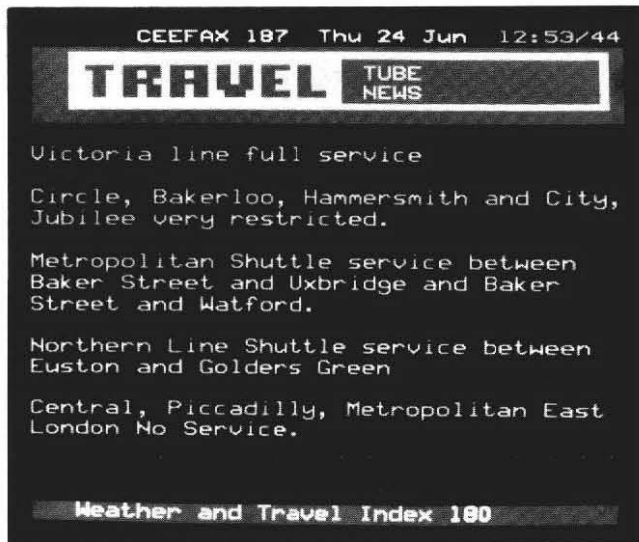 CEEFAX 187 Thu 24 Jun 12:53/44
TRAVEL TUBE
NEWS
Victoria line full service
Circle, Bakerloo, Hammersmith and City,
Jubilee very restricted.
Metropolitan Shuttle service between
Baker Street and Uxbridge and Baker
Street and Watford.
Northern Line Shuttle service between
Euston and Golders Green
Central, Piccadilly, Metropolitan East
London No Service.
Weather and Travel Index 180